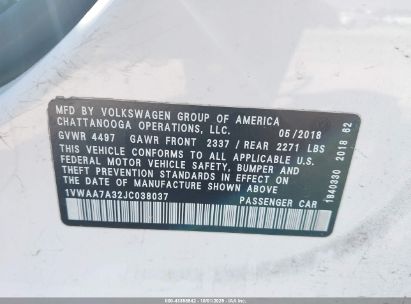 MFD BY VOLKSWAGEN GROUP OF AMERICA
CHATTANOOGA OPERATIONS, LLC. 05/2018
GVWR 4497 GAWR FRONT 2337 / REAR 2271 LBS
THIS VEHICLE CONFORMS TO ALL APPLICABLE U.S.
FEDERAL MOTOR VEHICLE SAFETY, BUMPER AND
THEFT PREVENTION STANDARDS IN EFFECT ON THE
DATE OF MANUFACTURE SHOWN ABOVE.
1VWAA7A32JC038037 PASSENGER CAR
1840330 2018 62